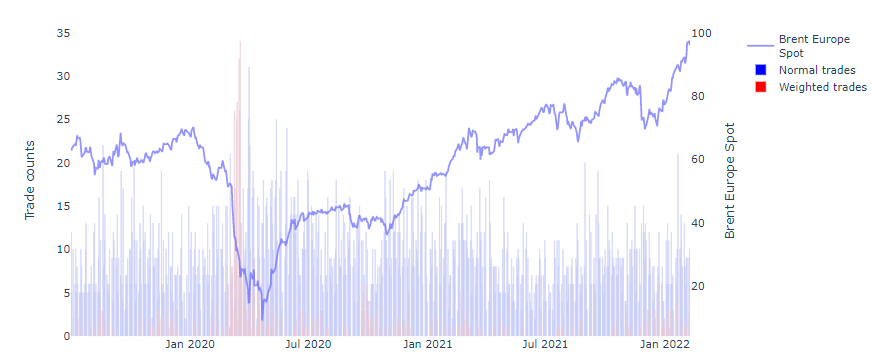 35
30
25
20
15
10
5
0
Trade counts
100
80
60
40
20
Brent Europe Spot
Jan 2020
Jul 2020
Jan 2021
Jul 2021
Jan 2022
Brent Europe
Spot
Normal trades
Weighted trades